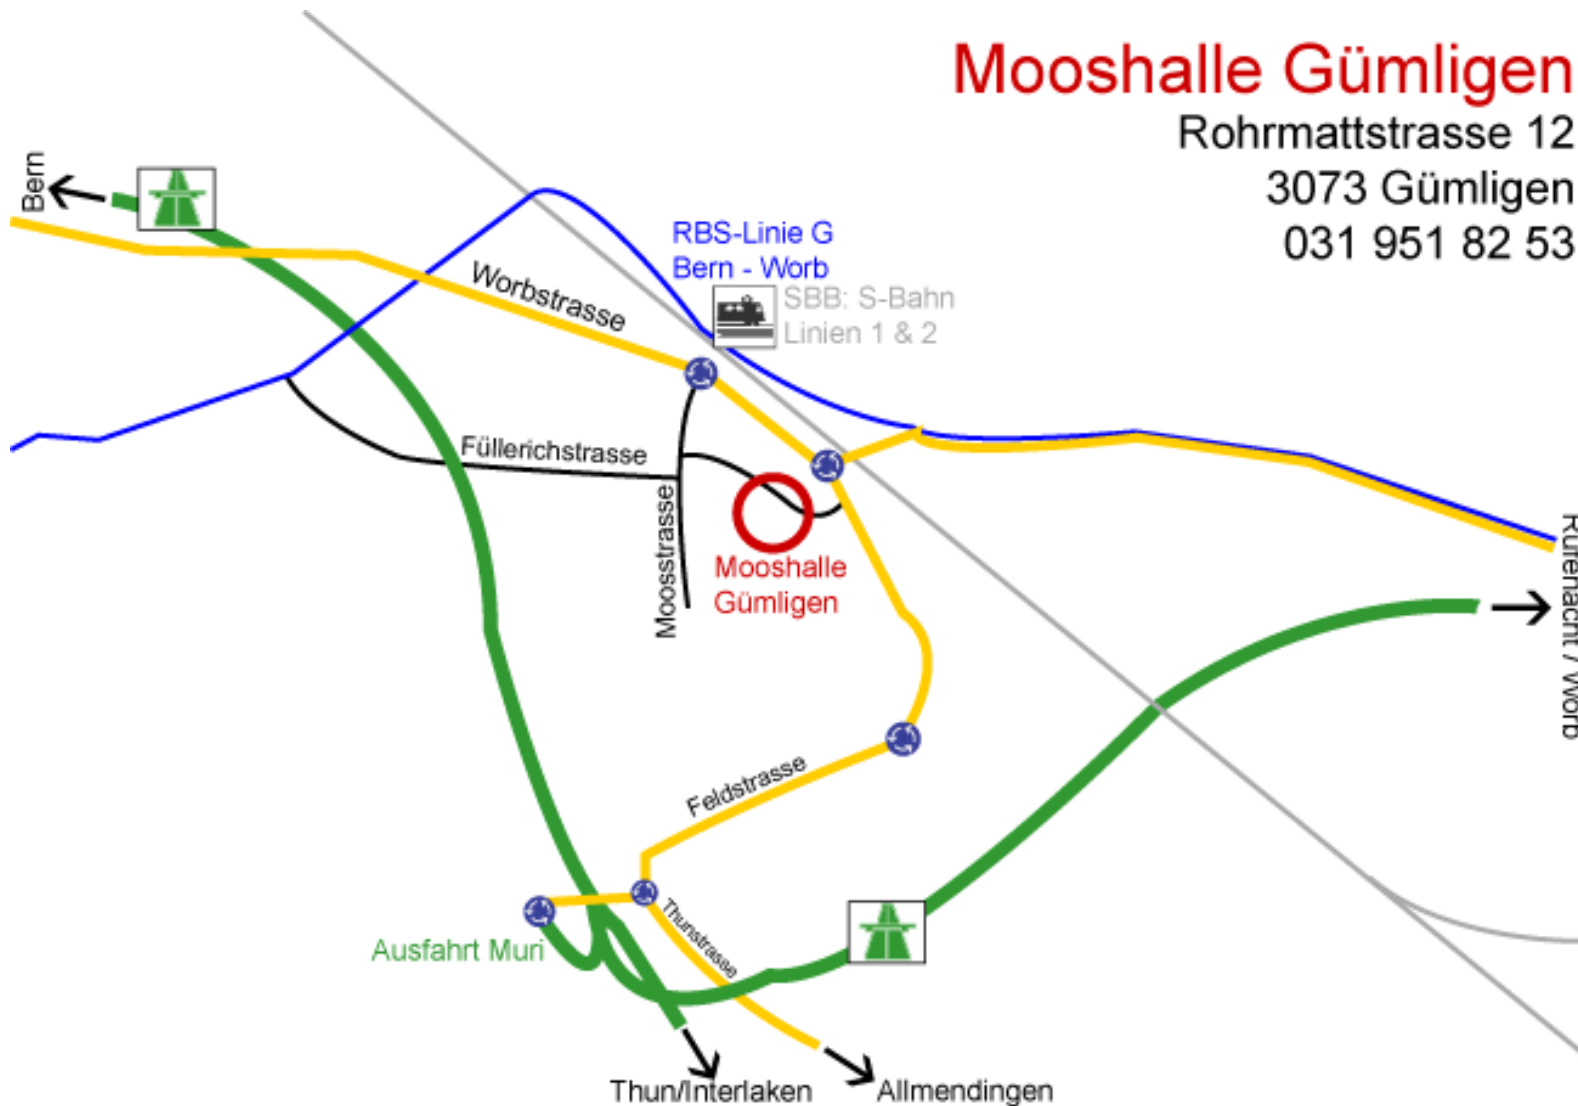 Mooshalle Gümligen
Rohrmattstrasse 12
3073 Gümligen
031 951 82 53
Bern
RBS-Linie G
Bern - Worb
SBB: S-Bahn
Linien 1 & 2
Worbstrasse
Füllerichstrasse
Moosstrasse
Mooshalle
Gümligen
Rüfenacht / Worb
Feldstrasse
Thunstrasse
Ausfahrt Muri
Thun/Interlaken
Allmendingen